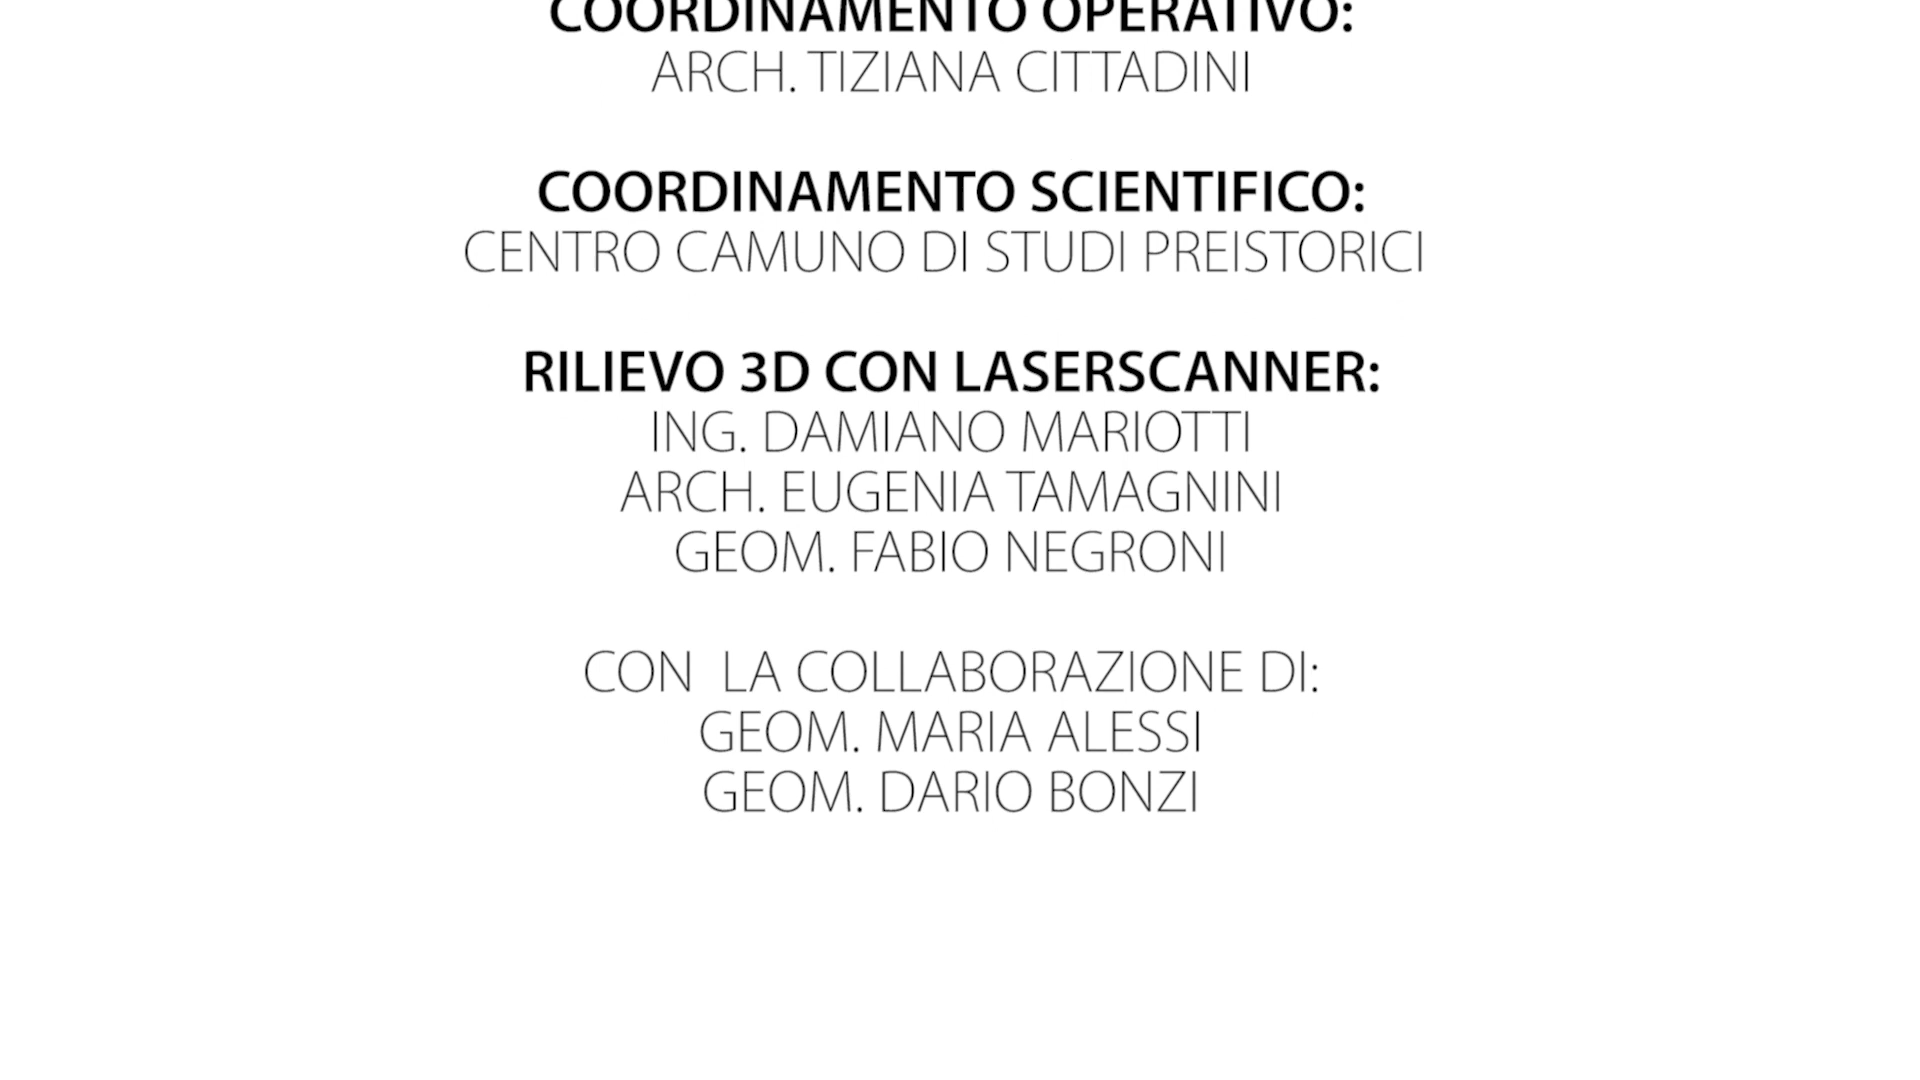 COORDINAMENTO OPERATIVO:
ARCH. TIZIANA CITTADINI
COORDINAMENTO SCIENTIFICO:
CENTRO CAMUNO DI STUDI PREISTORICI
RILIEVO 3D CON LASERSCANNER:
ING. DAMIANO MARIOTTI
ARCH. EUGENIA TAMAGNINI
GEOM. FABIO NEGRONI
CON  LA COLLABORAZIONE DI:
GEOM. MARIA ALESSI
GEOM. DARIO BONZI